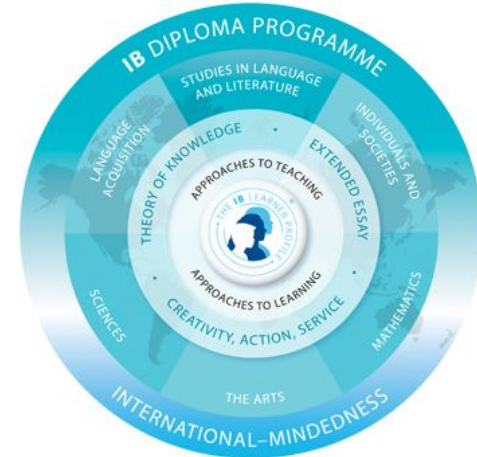 IB DIPLOMA PROGRAMME
STUDIES IN LANGUAGE
AND LITERATURE
LANGUAGE
ACQUISITION
INDIVIDUALS AND
SOCIETIES
THEORY OF KNOWLEDGE
EXTENDED ESSAY
APPROACHES TO TEACHING
THE IB LEARNER PROFILE
®
APPROACHES TO LEARNING
CREATIVITY, ACTION, SERVICE
SCIENCES
MATHEMATICS
THE ARTS
INTERNATIONAL–MINDEDNESS